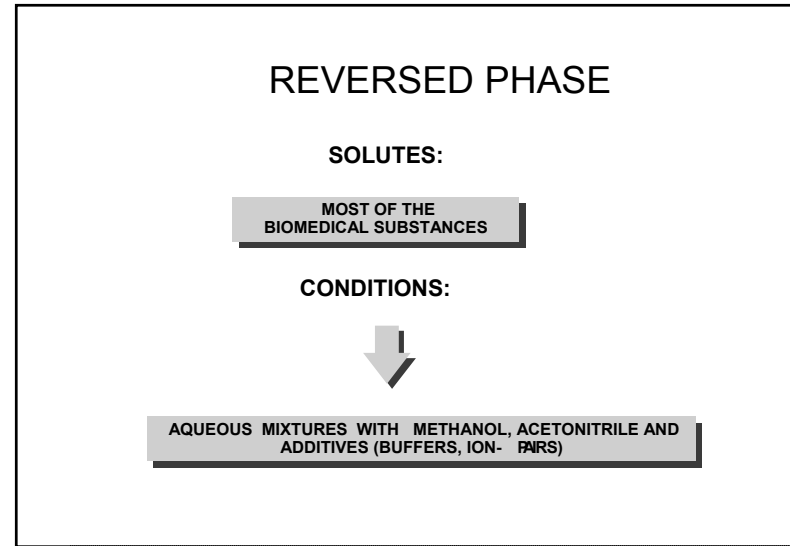 REVERSED PHASE
SOLUTES:
MOST OF THE
BIOMEDICAL SUBSTANCES
CONDITIONS:
AQUEOUS MIXTURES WITH METHANOL, ACETONITRILE AND
ADDITIVES (BUFFERS, ION- PAIRS)